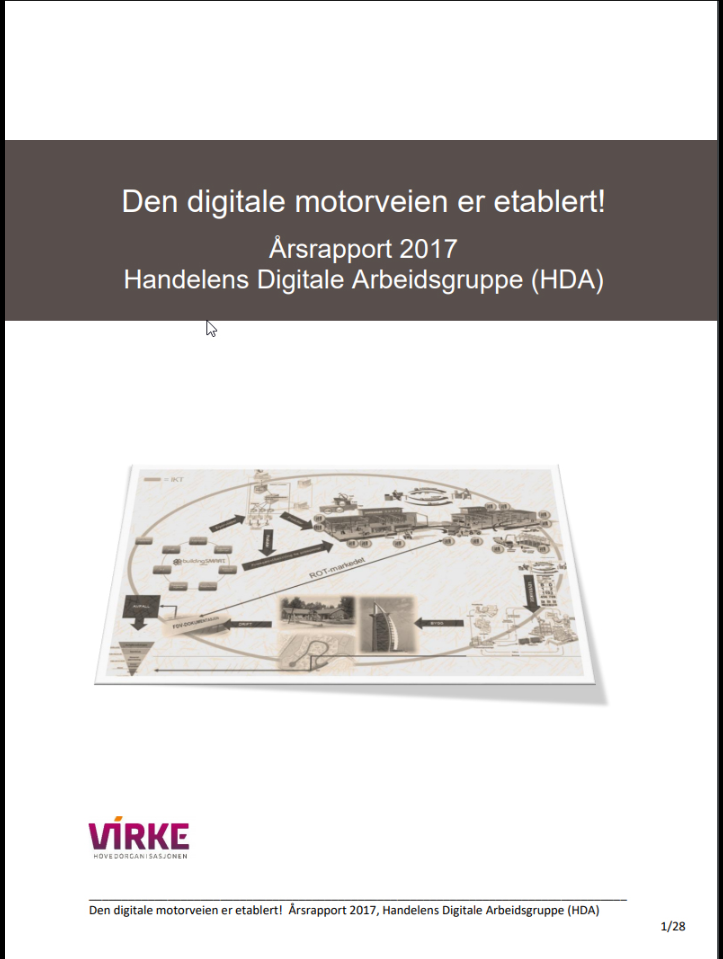 Den digitale motorveien er etablert!
Årsrapport 2017
Handelens Digitale Arbeidsgruppe (HDA)
= IKT
buildingSMART
ROT-markedet
VIRKE
HOVEDORGANISASJONEN
Den digitale motorveien er etablert! Årsrapport 2017, Handelens Digitale Arbeidsgruppe (HDA)
1/28